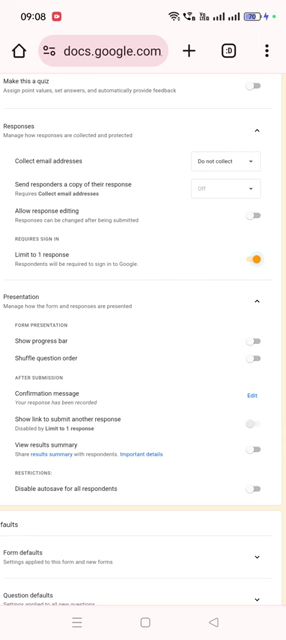 09:08
70
docs.google.com
:D
Make this a quiz
Assign point values, set answers, and automatically provide feedback
Responses
Manage how responses are collected and protected
Collect email addresses
Do not collect
Send responders a copy of their response
Requires Collect email addresses
Off
Allow response editing
Responses can be changed after being submitted
REQUIRES SIGN IN
Limit to 1 response
Respondents will be required to sign in to Google.
Presentation
Manage how the form and responses are presented
FORM PRESENTATION
Show progress bar
Shuffle question order
AFTER SUBMISSION
Confirmation message
Edit
Your response has been recorded
Show link to submit another response
Disabled by Limit to 1 response
View results summary
Share results summary with respondents. Important details
RESTRICTIONS:
Disable autosave for all respondents
faults
Form defaults
Settings applied to this form and new forms
Question defaults
Settings applied to all new questions